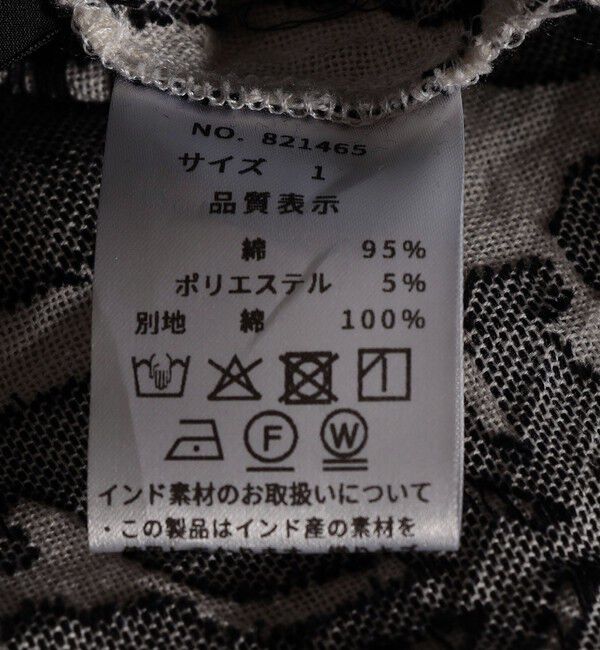 NO. 821465
サイズ 1
品質表示
綿 95%
ポリエステル 5%
別地 綿 100%
F W
インド素材のお取扱いについて
・この製品はインド産の素材を